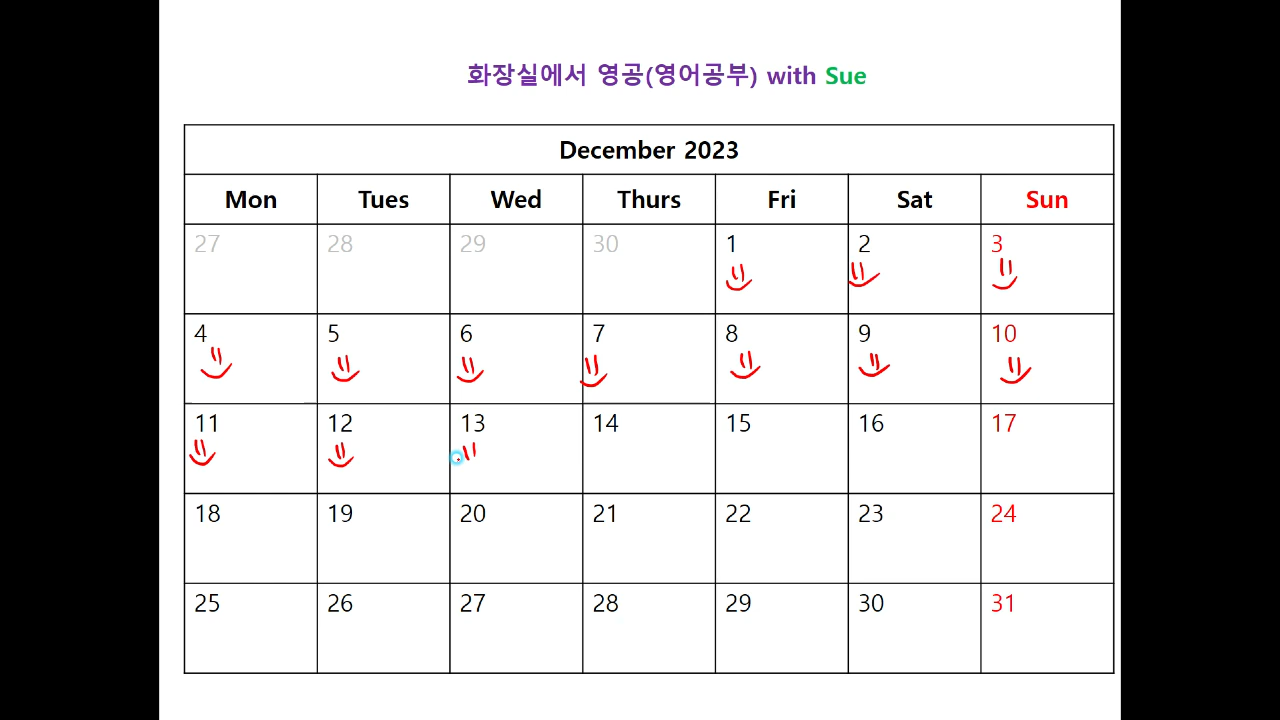 화장실에서 영공(영어공부) with Sue
December 2023
Mon Tues Wed Thurs Fri Sat Sun
27 28 29 30 1 2 3
4 5 6 7 8 9 10
11 12 13 14 15 16 17
18 19 20 21 22 23 24
25 26 27 28 29 30 31